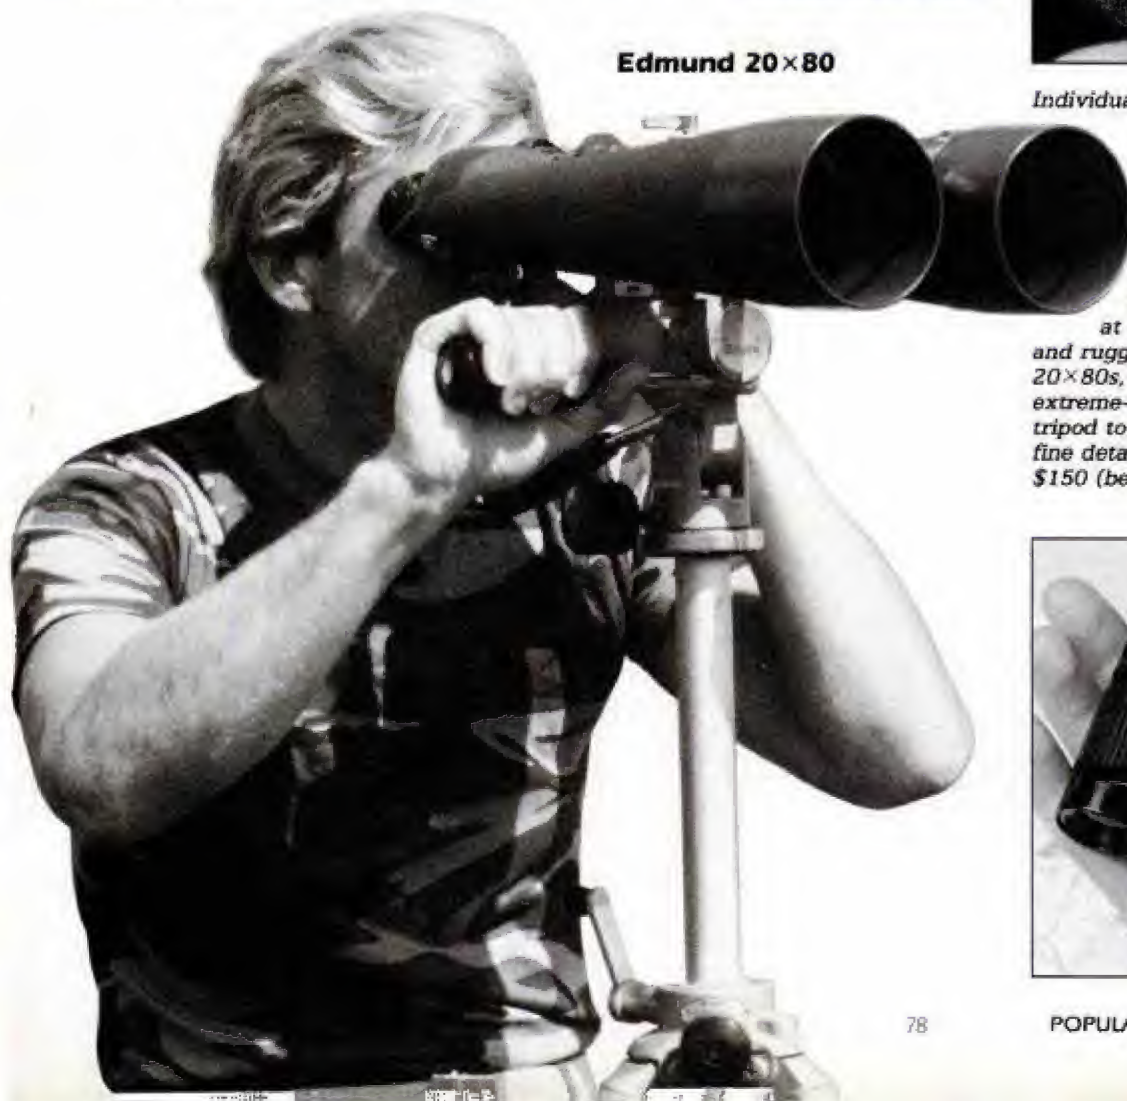 Edmund 20×80
Individua
at
and rugg
20×80s,
extreme-
tripod to
fine deta
$150 (be
78
POPULA